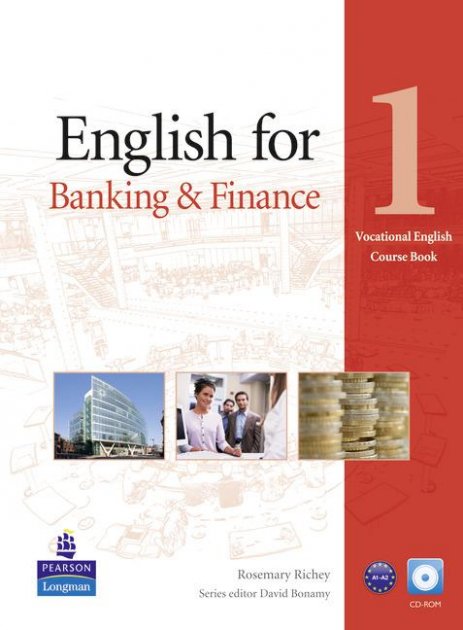 English for
Banking & Finance
1
Vocational English
Course Book
PEARSON
Longman
Rosemary Richey
Series editor David Bonamy
A1-A2
CD-ROM